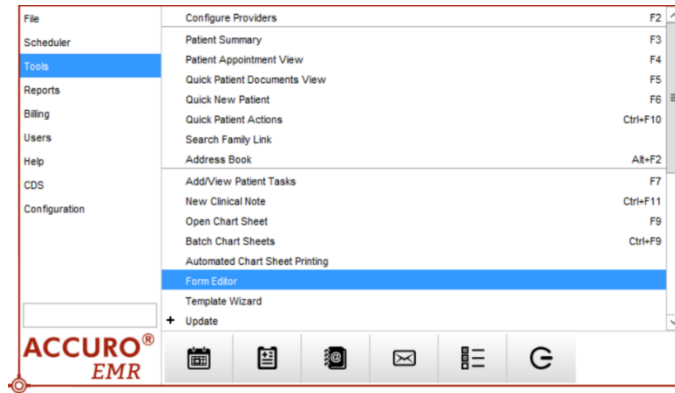 File
Scheduler
Tools
Reports
Billing
Users
Help
CDS
Configuration
Configure Providers F2
Patient Summary F3
Patient Appointment View F4
Quick Patient Documents View F5
Quick New Patient F6
Quick Patient Actions Ctrl+F10
Search Family Link
Address Book Alt+F2
Add/View Patient Tasks F7
New Clinical Note Ctrl+F11
Open Chart Sheet F9
Batch Chart Sheets Ctrl+F9
Automated Chart Sheet Printing
Form Editor
Template Wizard
+ Update
ACCURO®
EMR